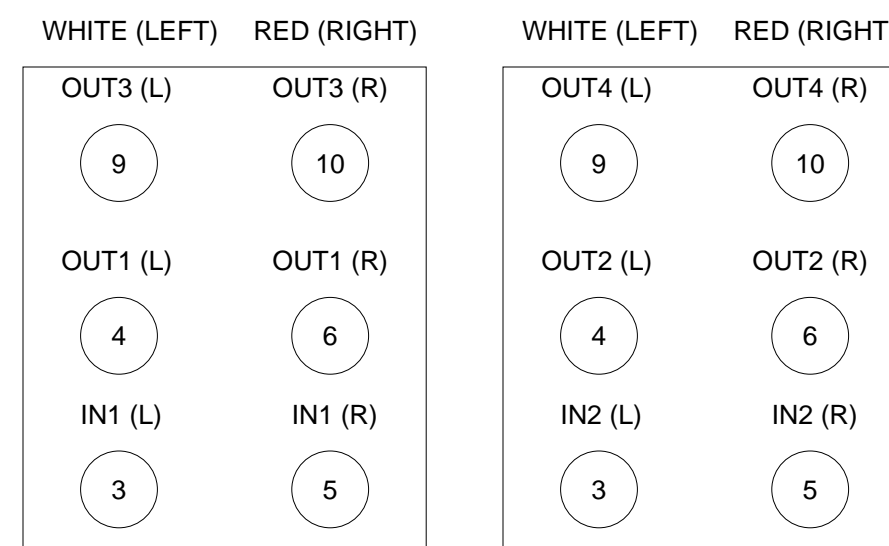 WHITE (LEFT) RED (RIGHT) WHITE (LEFT) RED (RIGHT
OUT3 (L) OUT3 (R) OUT4 (L) OUT4 (R)
9 10 9 10
OUT1 (L) OUT1 (R) OUT2 (L) OUT2 (R)
4 6 4 6
IN1 (L) IN1 (R) IN2 (L) IN2 (R)
3 5 3 5